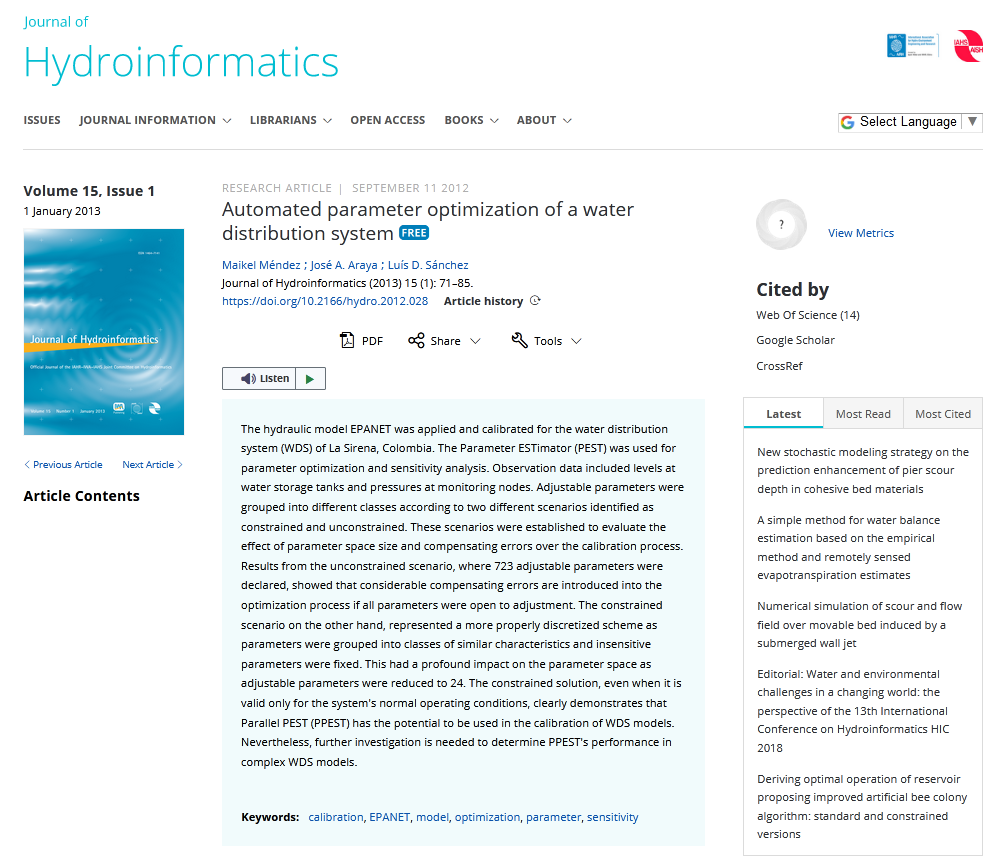 Journal of
Hydroinformatics
IAHS
AISH
ISSUES JOURNAL INFORMATION LIBRARIANS OPEN ACCESS BOOKS ABOUT
Select Language ▼
Volume 15, Issue 1
1 January 2013
Journal of Hydroinformatics
< Previous Article Next Article >
Article Contents
RESEARCH ARTICLE | SEPTEMBER 11 2012
Automated parameter optimization of a water
distribution system FREE
Maikel Méndez ; José A. Araya ; Luís D. Sánchez
Journal of Hydroinformatics (2013) 15 (1): 71–85.
https://doi.org/10.2166/hydro.2012.028 Article history
PDF Share Tools
Listen
The hydraulic model EPANET was applied and calibrated for the water distribution
system (WDS) of La Sirena, Colombia. The Parameter ESTimator (PEST) was used for
parameter optimization and sensitivity analysis. Observation data included levels at
water storage tanks and pressures at monitoring nodes. Adjustable parameters were
grouped into different classes according to two different scenarios identified as
constrained and unconstrained. These scenarios were established to evaluate the
effect of parameter space size and compensating errors over the calibration process.
Results from the unconstrained scenario, where 723 adjustable parameters were
declared, showed that considerable compensating errors are introduced into the
optimization process if all parameters were open to adjustment. The constrained
scenario on the other hand, represented a more properly discretized scheme as
parameters were grouped into classes of similar characteristics and insensitive
parameters were fixed. This had a profound impact on the parameter space as
adjustable parameters were reduced to 24. The constrained solution, even when it is
valid only for the system's normal operating conditions, clearly demonstrates that
Parallel PEST (PPEST) has the potential to be used in the calibration of WDS models.
Nevertheless, further investigation is needed to determine PPEST's performance in
complex WDS models.
Keywords: calibration, EPANET, model, optimization, parameter, sensitivity
?
View Metrics
Cited by
Web Of Science (14)
Google Scholar
CrossRef
Latest Most Read Most Cited
New stochastic modeling strategy on the
prediction enhancement of pier scour
depth in cohesive bed materials
A simple method for water balance
estimation based on the empirical
method and remotely sensed
evapotranspiration estimates
Numerical simulation of scour and flow
field over movable bed induced by a
submerged wall jet
Editorial: Water and environmental
challenges in a changing world: the
perspective of the 13th International
Conference on Hydroinformatics HIC
2018
Deriving optimal operation of reservoir
proposing improved artificial bee colony
algorithm: standard and constrained
versions